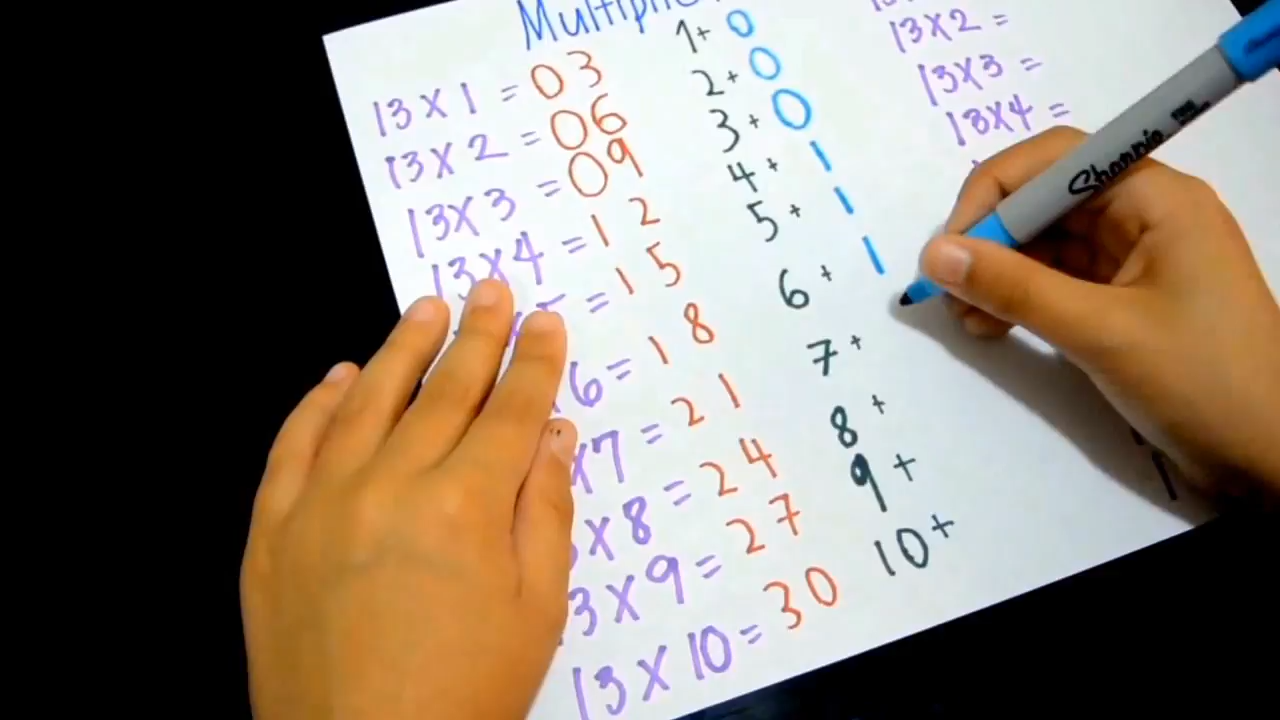 13 X 1 = 03
13 X 2 = 06
13 X 3 = 09
13 X 4 = 12
= 15
6 = 18
X 7 = 21
X 8 = 24
3 X 9 = 27
13 X 10 = 30
1+ 0
2+ 0
3+ 0
4+ 1
5+ 1
6+ 1
7+
8+
9+
10+
13 X 2 =
13 X 3 =
13 X 4 =
Sharpie